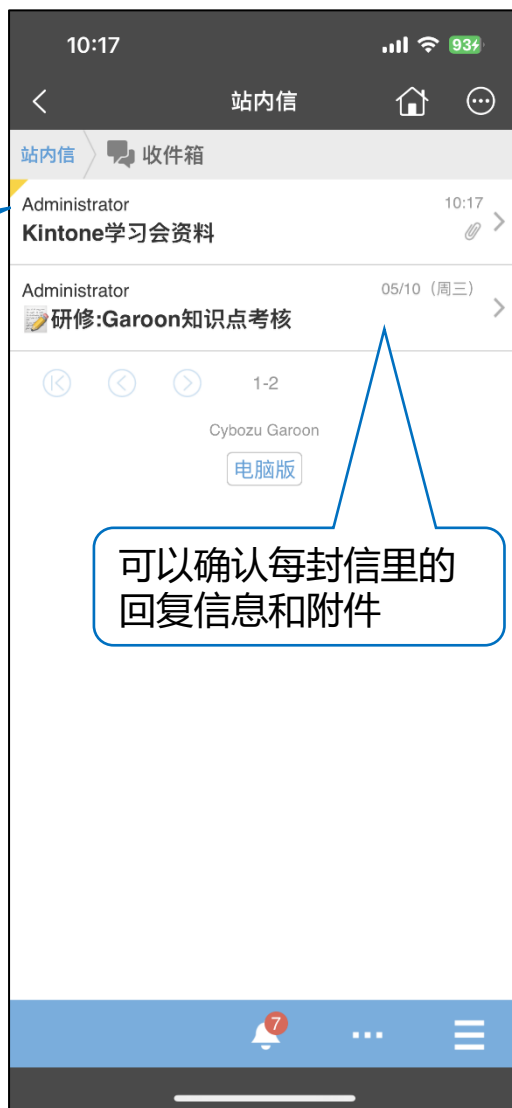 10:17
93
站内信
站内信
收件箱
Administrator
10:17
Kintone学习会资料
Administrator
05/10（周三）
研修:Garoon知识点考核
1-2
Cybozu Garoon
电脑版
可以确认每封信里的
回复信息和附件
7